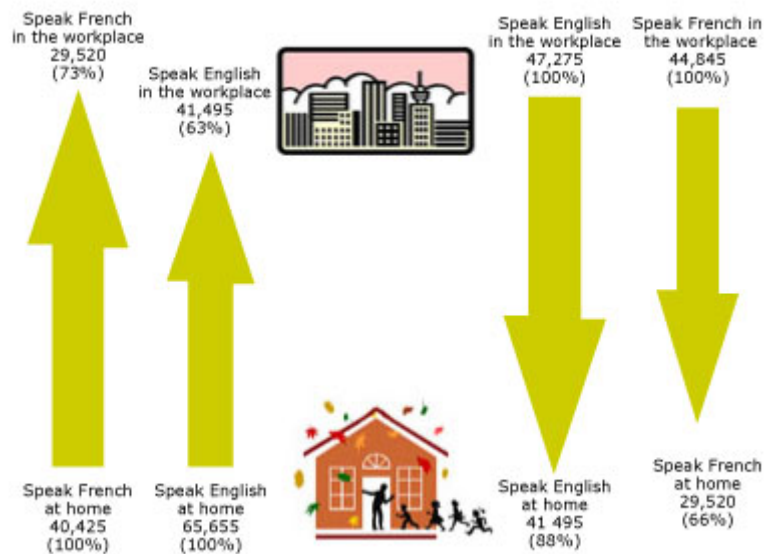 Speak French
in the workplace
29,520
(73%)
Speak English
in the workplace
41,495
(63%)
Speak English
in the workplace
47,275
(100%)
Speak French in
the workplace
44,845
(100%)
Speak French
at home
40,425
(100%)
Speak English
at home
65,655
(100%)
Speak English
at home
41 495
(88%)
Speak French
at home
29,520
(66%)